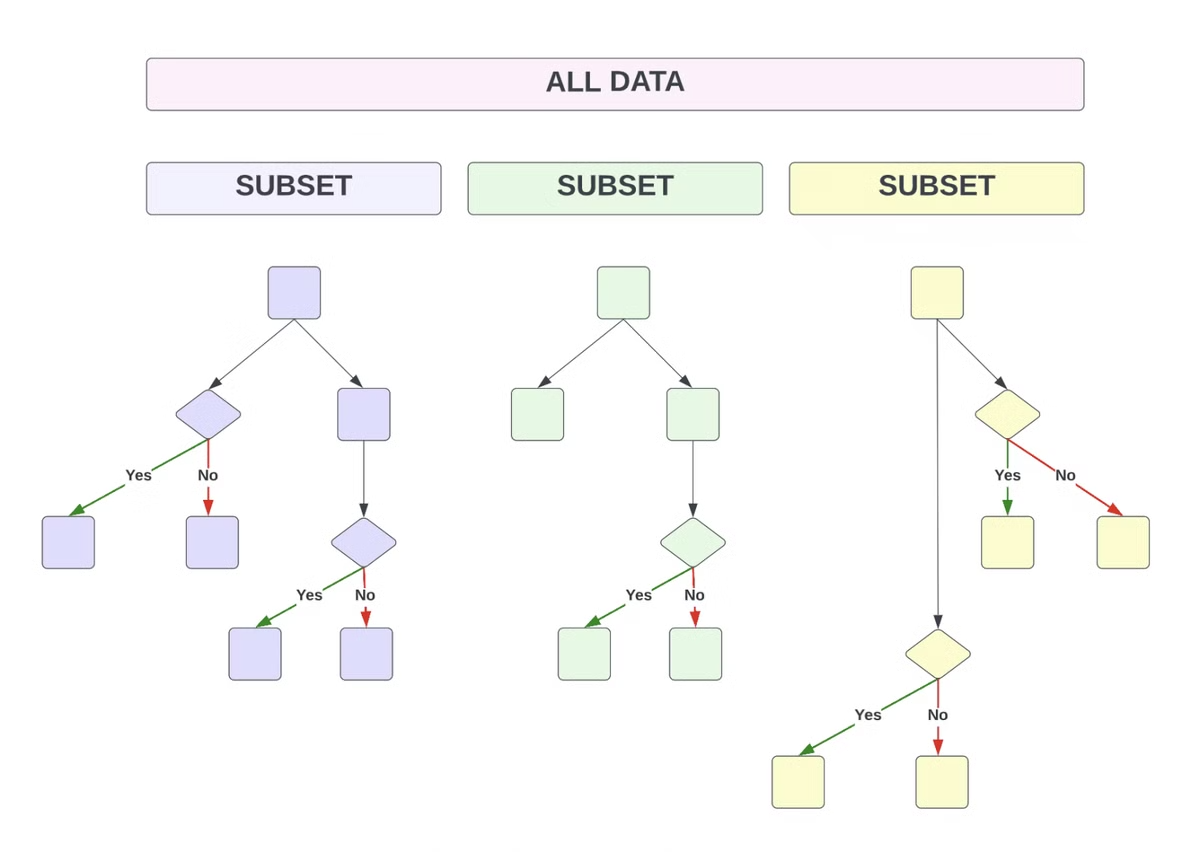 ALL DATA
SUBSET
SUBSET
SUBSET
Yes
No
Yes
No
Yes
No
Yes
No
Yes
No